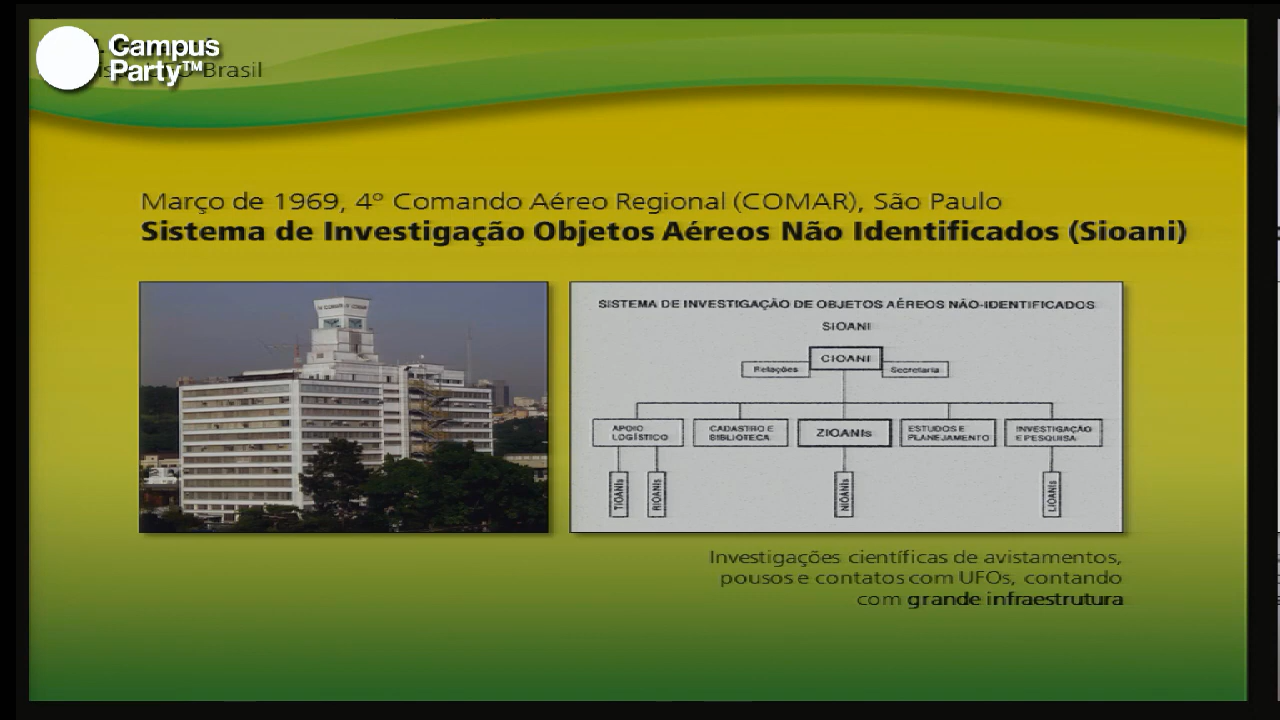 Campus
Party™
Brasil
Março de 1969, 4º Comando Aéreo Regional (COMAR), São Paulo
Sistema de Investigação Objetos Aéreos Não Identificados (Sioani)
SISTEMA DE INVESTIGAÇÃO DE OBJETOS AÉREOS NÃO-IDENTIFICADOS
SIOANI
CIOANI
Relações
Secretaria
APOIO
LOGÍSTICO
CADASTRO E
BIBLIOTECA
ZIOANIs
ESTUDOS E
PLANEJAMENTO
INVESTIGAÇÃO
E PESQUISA
TIOANIs
RIOANIs
NIOANIs
LIOANIs
Investigações científicas de avistamentos,
pousos e contatos com UFOs, contando
com grande infraestrutura